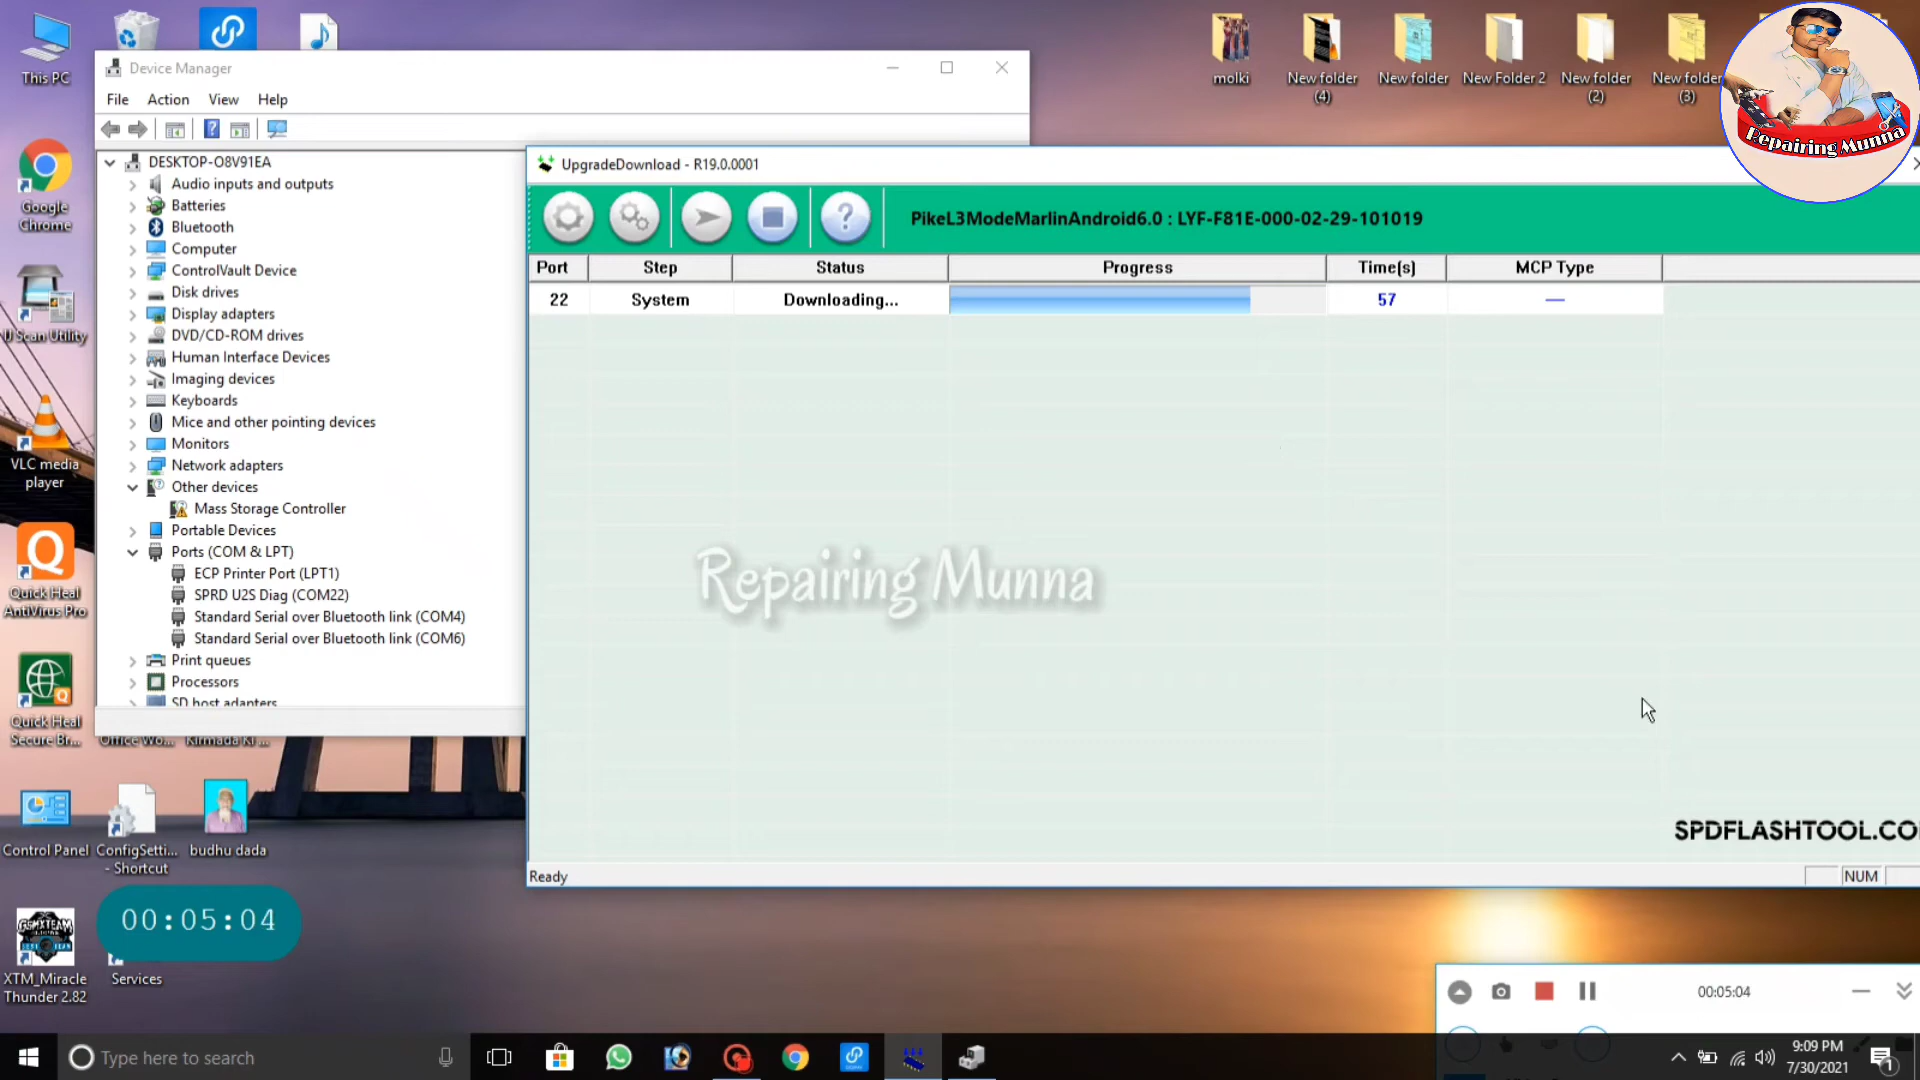 This PC
molki
New folder
(4)
New folder
New Folder 2
New folder
(2)
New folder
(3)
Repairing Munna
Device Manager
File Action View Help
DESKTOP-O8V91EA
Audio inputs and outputs
Batteries
Bluetooth
Computer
ControlVault Device
Disk drives
Display adapters
DVD/CD-ROM drives
Human Interface Devices
Imaging devices
Keyboards
Mice and other pointing devices
Monitors
Network adapters
Other devices
Mass Storage Controller
Portable Devices
Ports (COM & LPT)
ECP Printer Port (LPT1)
SPRD U2S Diag (COM22)
Standard Serial over Bluetooth link (COM4)
Standard Serial over Bluetooth link (COM6)
Print queues
Processors
SD host adapters
UpgradeDownload - R19.0.0001
PikeL3ModeMarlinAndroid6.0 : LYF-F81E-000-02-29-101019
Port Step Status Progress Time(s) MCP Type
22 System Downloading... 57 —
Repairing Munna
SPDFLASHTOOL.CO
Ready
NUM
Google
Chrome
IJ Scan Utility
VLC media
player
Quick Heal
AntiVirus Pro
Quick Heal
Secure Br...
Office Wo...
Kirmada Ki ...
Control Panel
ConfigSetti...
- Shortcut
budhu dada
00:05:04
XTM_Miracle
Thunder 2.82
Services
00:05:04
Type here to search
9:09 PM
7/30/2021
1